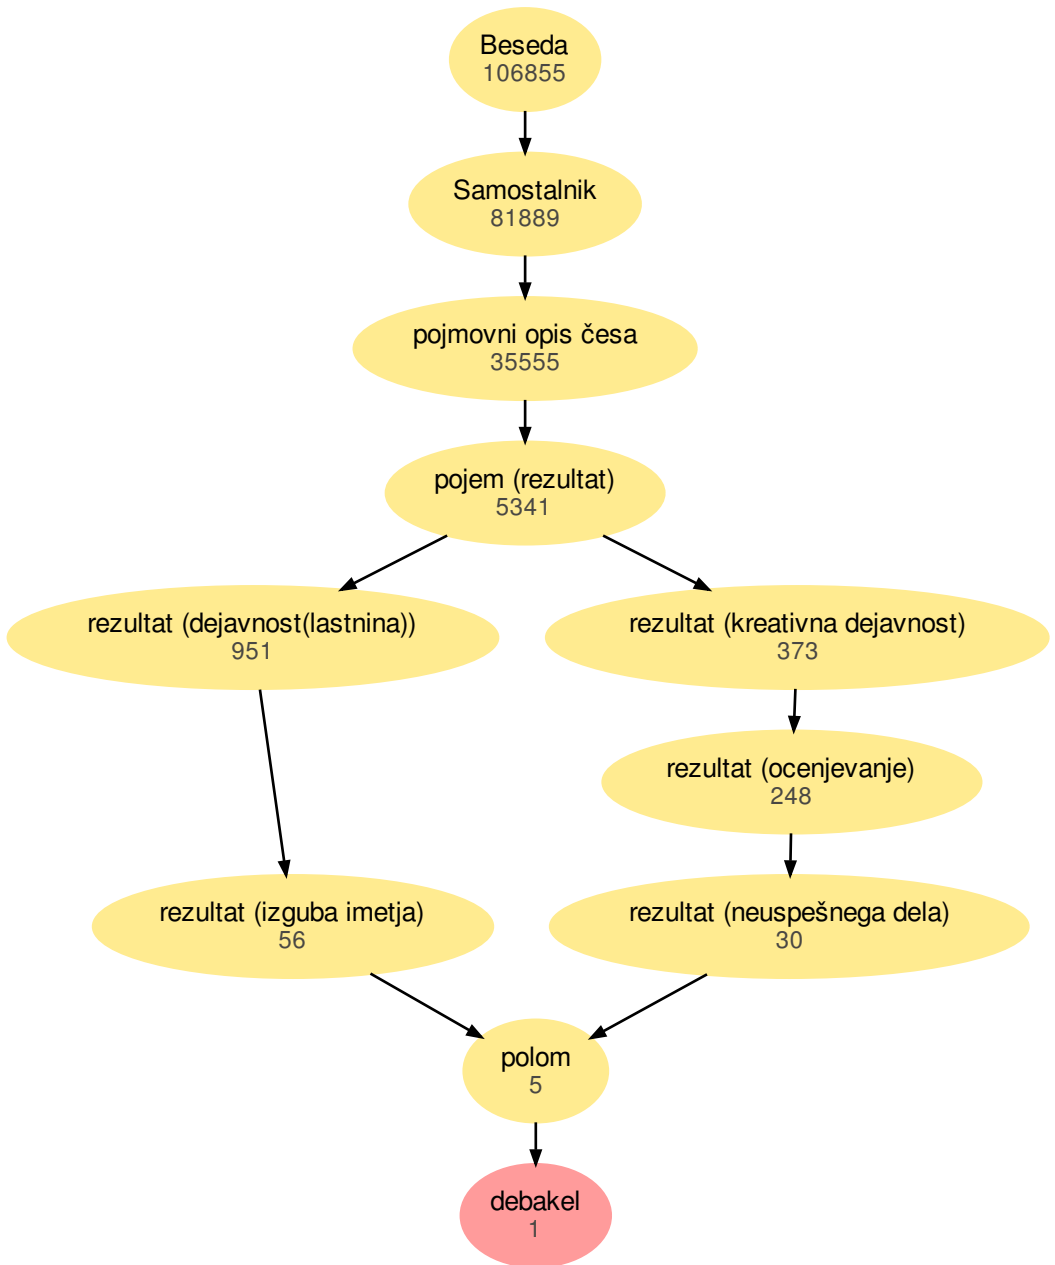 Beseda
106855
Samostalnik
81889
pojmovni opis česa
35555
pojem (rezultat)
5341
rezultat (dejavnost(lastnina))
951
rezultat (kreativna dejavnost)
373
rezultat (ocenjevanje)
248
rezultat (izguba imetja)
56
rezultat (neuspešnega dela)
30
polom
5
debakel
1